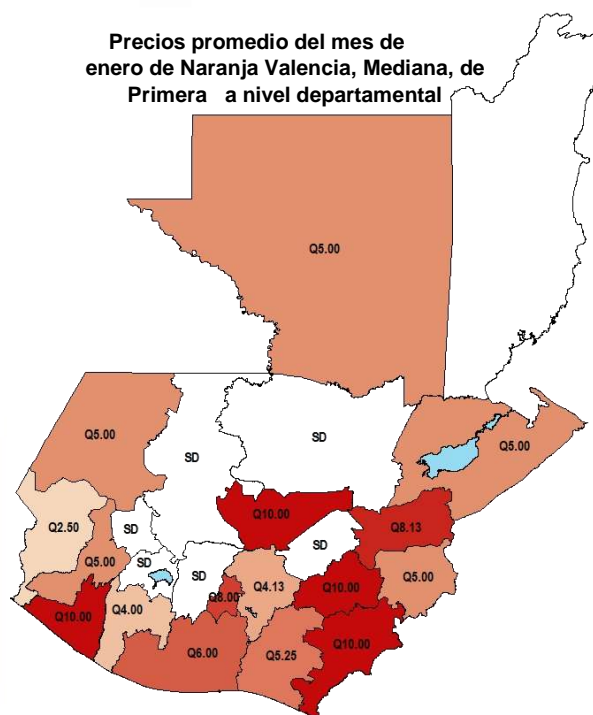 Precios promedio del mes de
enero de Naranja Valencia, Mediana, de
Primera a nivel departamental
Q5.00
Q5.00
SD
SD
Q5.00
Q10.00
Q8.13
Q2.50
SD
SD
Q5.00
SD
SD
Q4.13
Q10.00
Q5.00
Q8.00
Q10.00
Q4.00
Q10.00
Q6.00
Q5.25